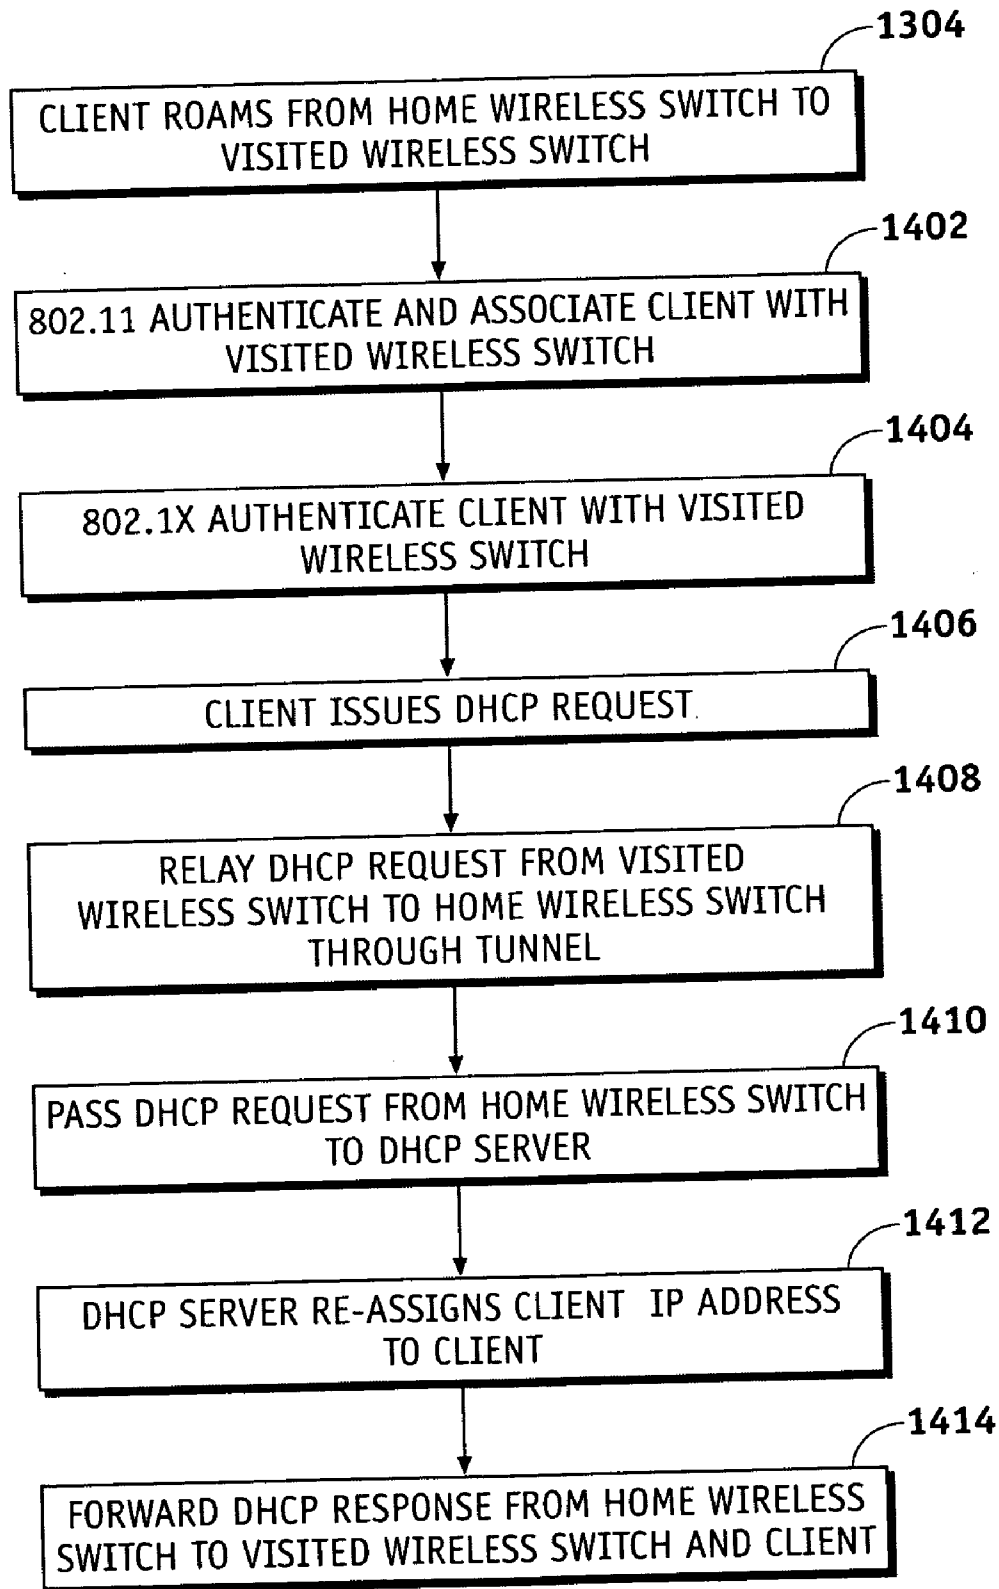 1304
CLIENT ROAMS FROM HOME WIRELESS SWITCH TO
VISITED WIRELESS SWITCH
1402
802.11 AUTHENTICATE AND ASSOCIATE CLIENT WITH
VISITED WIRELESS SWITCH
1404
802.1X AUTHENTICATE CLIENT WITH VISITED
WIRELESS SWITCH
1406
CLIENT ISSUES DHCP REQUEST
1408
RELAY DHCP REQUEST FROM VISITED
WIRELESS SWITCH TO HOME WIRELESS SWITCH
THROUGH TUNNEL
1410
PASS DHCP REQUEST FROM HOME WIRELESS SWITCH
TO DHCP SERVER
1412
DHCP SERVER RE-ASSIGNS CLIENT IP ADDRESS
TO CLIENT
1414
FORWARD DHCP RESPONSE FROM HOME WIRELESS
SWITCH TO VISITED WIRELESS SWITCH AND CLIENT